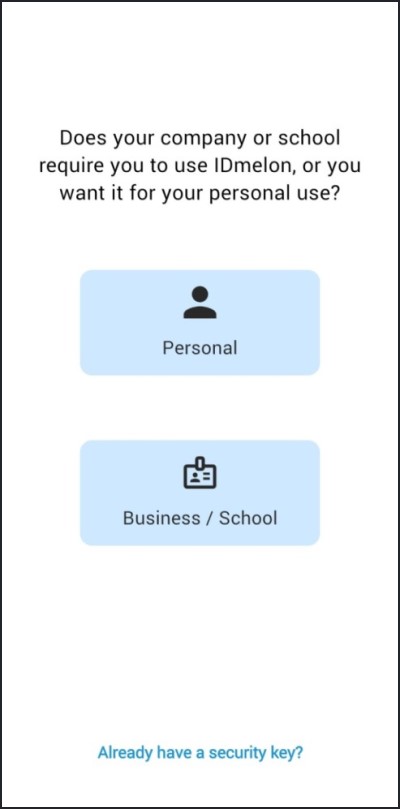 Does your company or school
require you to use IDmelon, or you
want it for your personal use?
Personal
Business / School
Already have a security key?